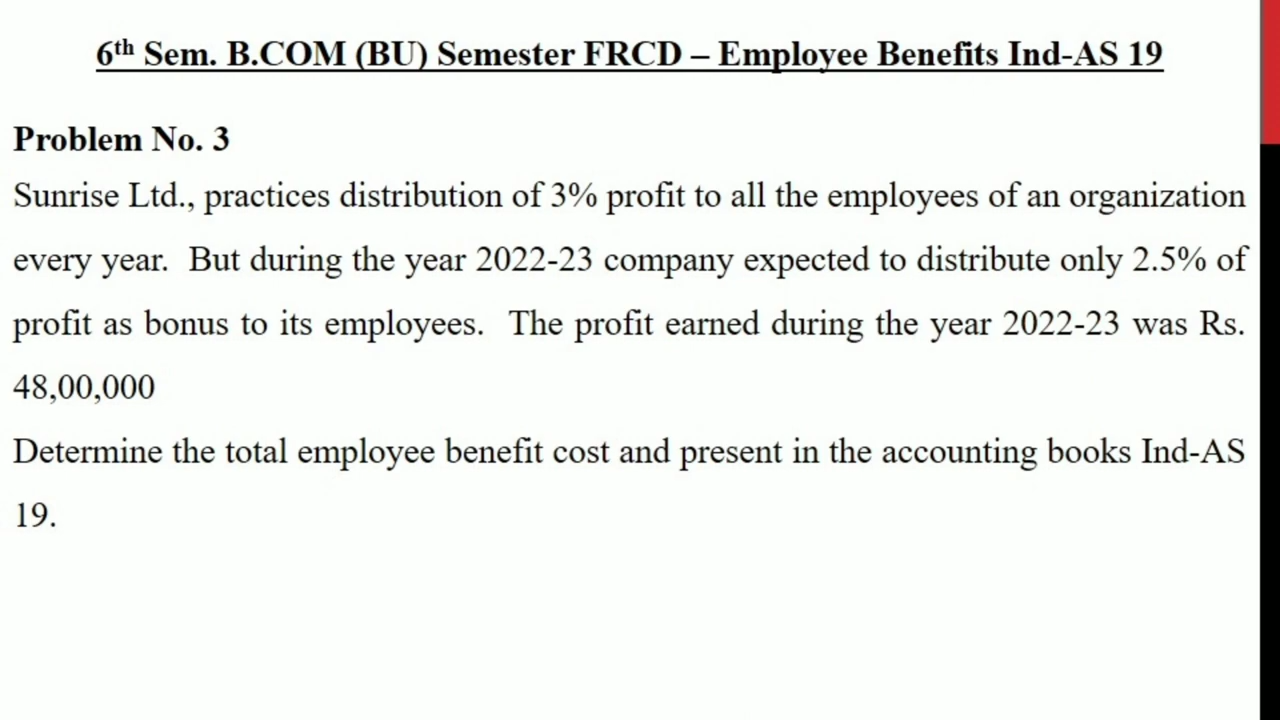 6th Sem. B.COM (BU) Semester FRCD – Employee Benefits Ind-AS 19
Problem No. 3
Sunrise Ltd., practices distribution of 3% profit to all the employees of an organization
every year. But during the year 2022-23 company expected to distribute only 2.5% of
profit as bonus to its employees. The profit earned during the year 2022-23 was Rs.
48,00,000
Determine the total employee benefit cost and present in the accounting books Ind-AS
19.